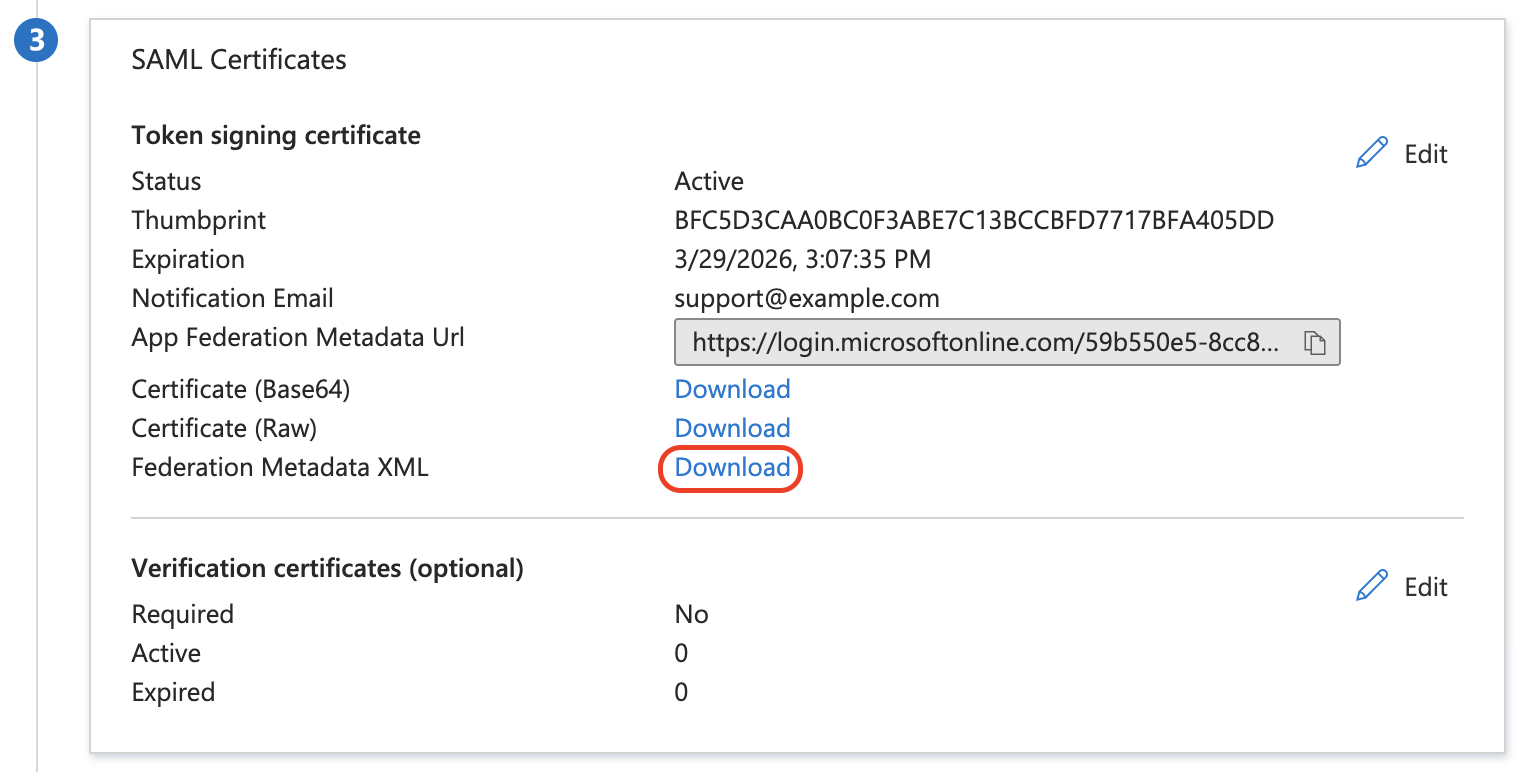 3
SAML Certificates
Token signing certificate
Edit
Status Active
Thumbprint BFC5D3CAA0BC0F3ABE7C13BCCBFD7717BFA405DD
Expiration 3/29/2026, 3:07:35 PM
Notification Email support@example.com
App Federation Metadata Url https://login.microsoftonline.com/59b550e5-8cc8...
Certificate (Base64) Download
Certificate (Raw) Download
Federation Metadata XML Download
Verification certificates (optional)
Edit
Required No
Active 0
Expired 0